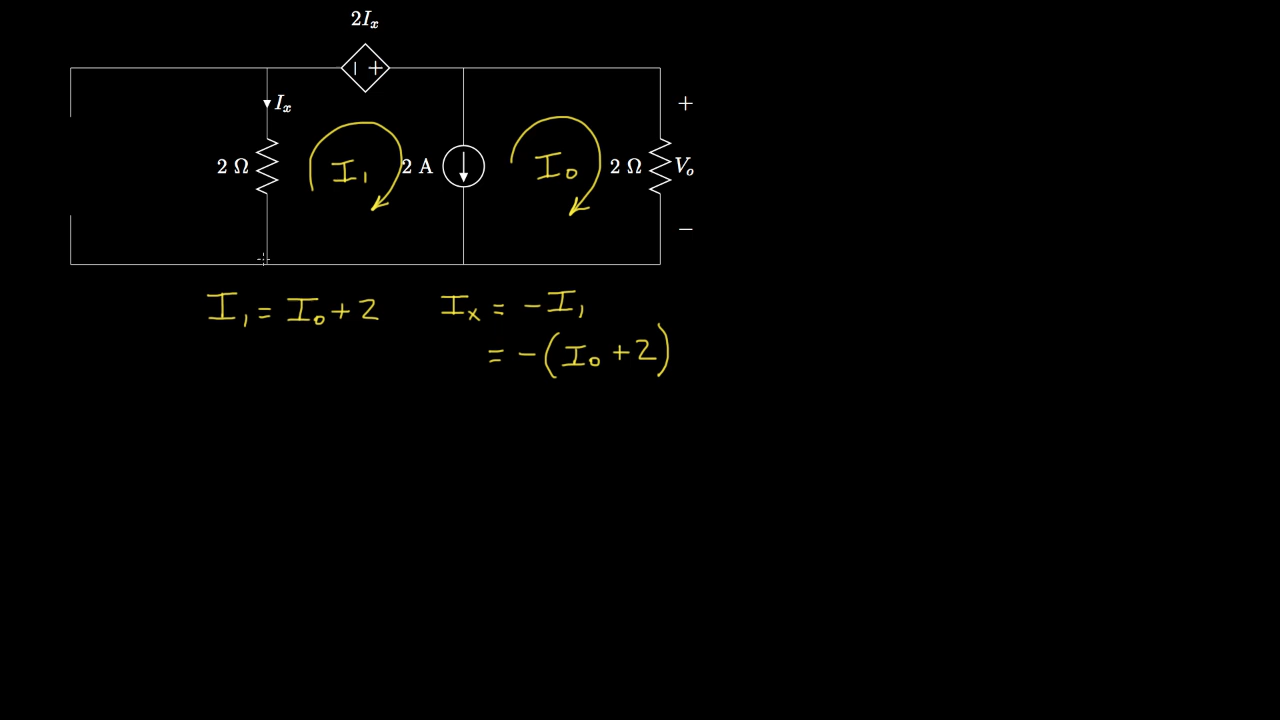 2Iₓ
Iₓ
+
2 Ω
I₁
2 A
I₀
2 Ω
Vₒ
−
I₁ = I₀ + 2
Iₓ = −I₁
= −(I₀ + 2)